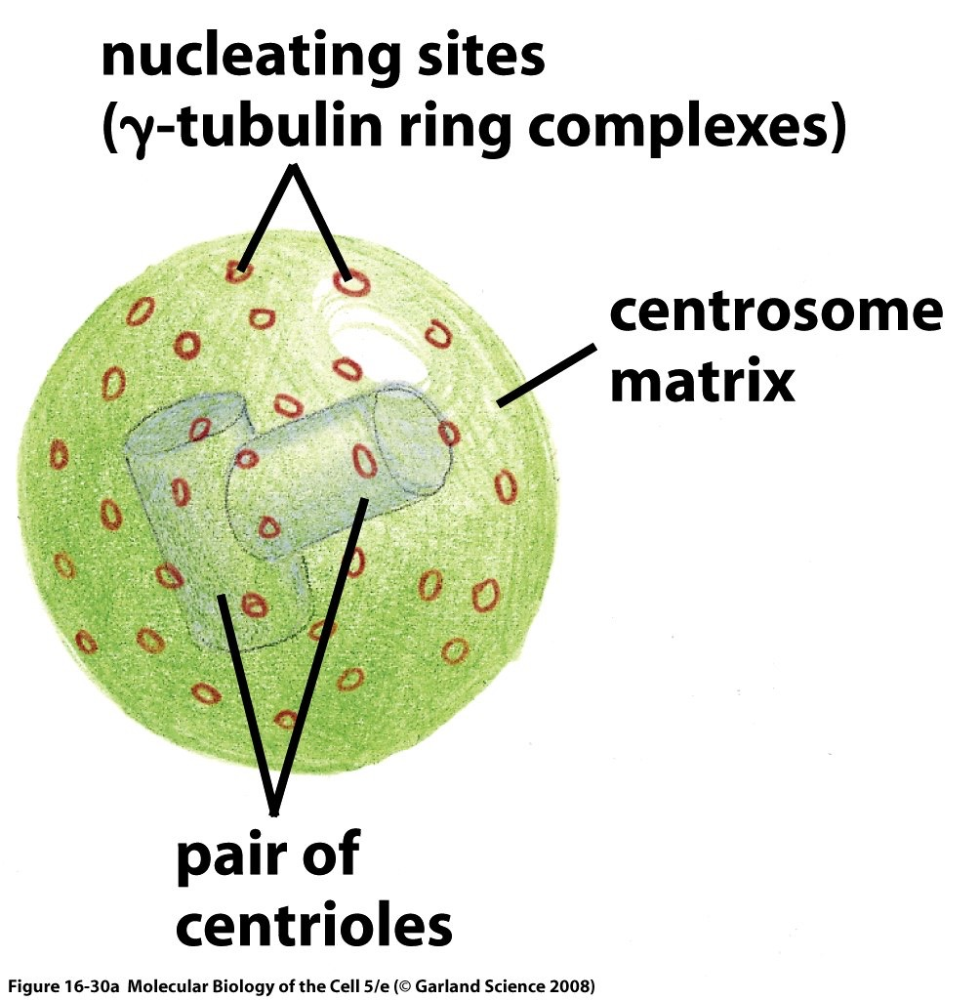 nucleating sites
(γ-tubulin ring complexes)
centrosome
matrix
pair of
centrioles
Figure 16-30a Molecular Biology of the Cell 5/e (© Garland Science 2008)